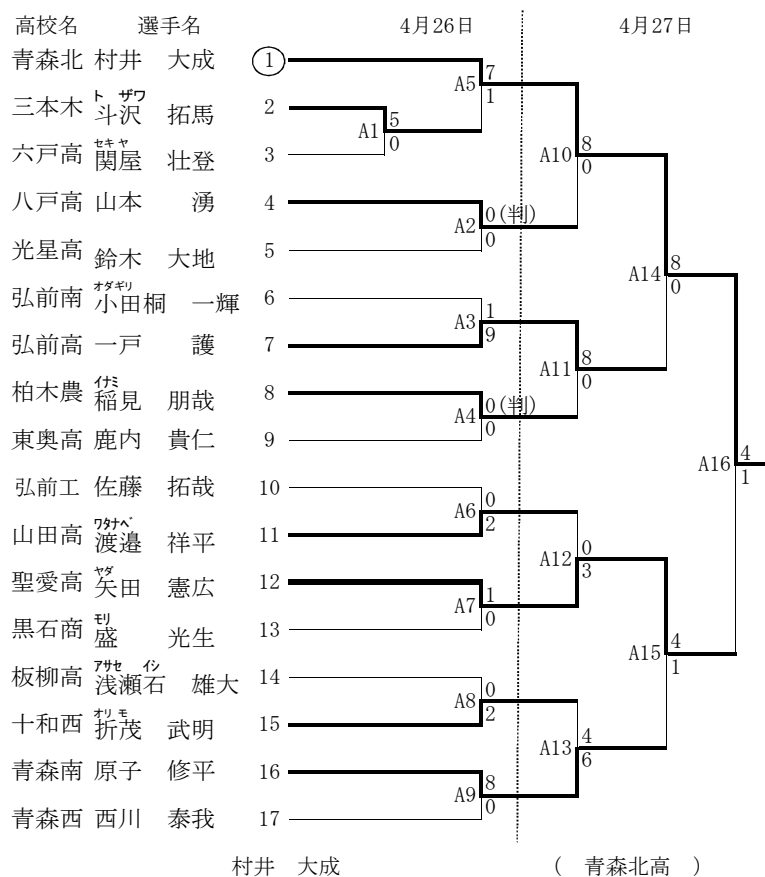 高校名 選手名 4月26日 4月27日
青森北 村井 大成 1
7
A5
1
ト ザワ
三本木 斗沢 拓馬 2
5
A1
0
セキヤ
六戸高 関屋 壮登 3
8
A10
0
八戸高 山本 湧 4
0(判)
A2
0
光星高 鈴木 大地 5
8
A14
0
オダギリ
弘前南 小田桐 一輝 6
1
A3
9
弘前高 一戸 護 7
8
A11
0
イナミ
柏木農 稲見 朋哉 8
0(判)
A4
0
東奥高 鹿内 貴仁 9
4
A16
1
弘前工 佐藤 拓哉 10
0
A6
2
ワタナベ
山田高 渡邉 祥平 11
0
A12
3
ヤダ
聖愛高 矢田 憲広 12
1
A7
0
モリ
黒石商 盛 光生 13
4
A15
1
アサセ イシ
板柳高 浅瀬石 雄大 14
0
A8
2
オリモ
十和西 折茂 武明 15
4
A13
6
青森南 原子 修平 16
8
A9
0
青森西 西川 泰我 17
村井 大成 ( 青森北高 )